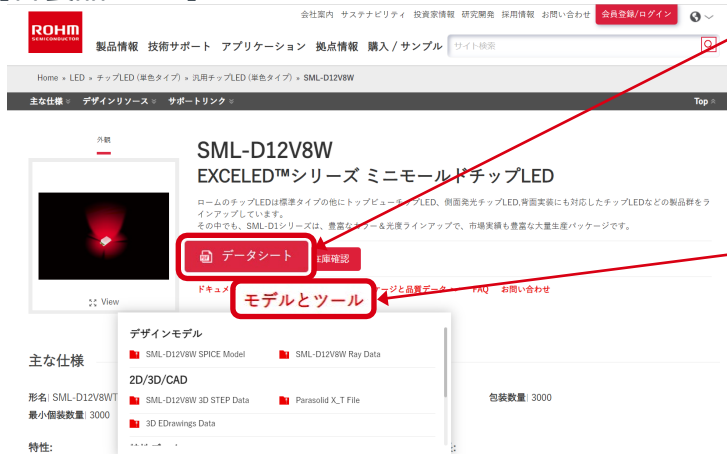 会社案内 サステナビリティ 投資家情報 研究開発 採用情報 お問い合わせ 会員登録/ログイン
ROHM
SEMICONDUCTOR
製品情報 技術サポート アプリケーション 拠点情報 購入 / サンプル サイト検索
Home » LED » チップLED (単色タイプ) » 汎用チップLED (単色タイプ) » SML-D12V8W
主な仕様 デザインリソース サポートリンク Top
外観
SML-D12V8W
EXCELED™シリーズ ミニモールドチップLED
ロームのチップLEDは標準タイプの他にトップビューチップLED、側面発光チップLED,背面実装にも対応したチップLEDなどの製品群をラ
インアップしています。
その中でも、SML-D1シリーズは、豊富なカラー＆光度ラインアップで、市場実績も豊富な大量生産パッケージです。
データシート 在庫確認
ドキュメ ージと品質データ FAQ お問い合わせ
モデルとツール
View
デザインモデル
SML-D12V8W SPICE Model SML-D12V8W Ray Data
2D/3D/CAD
SML-D12V8W 3D STEP Data Parasolid X_T File
3D EDrawings Data
主な仕様
形名| SML-D12V8WT 包装数量| 3000
最小個装数量| 3000
特性: